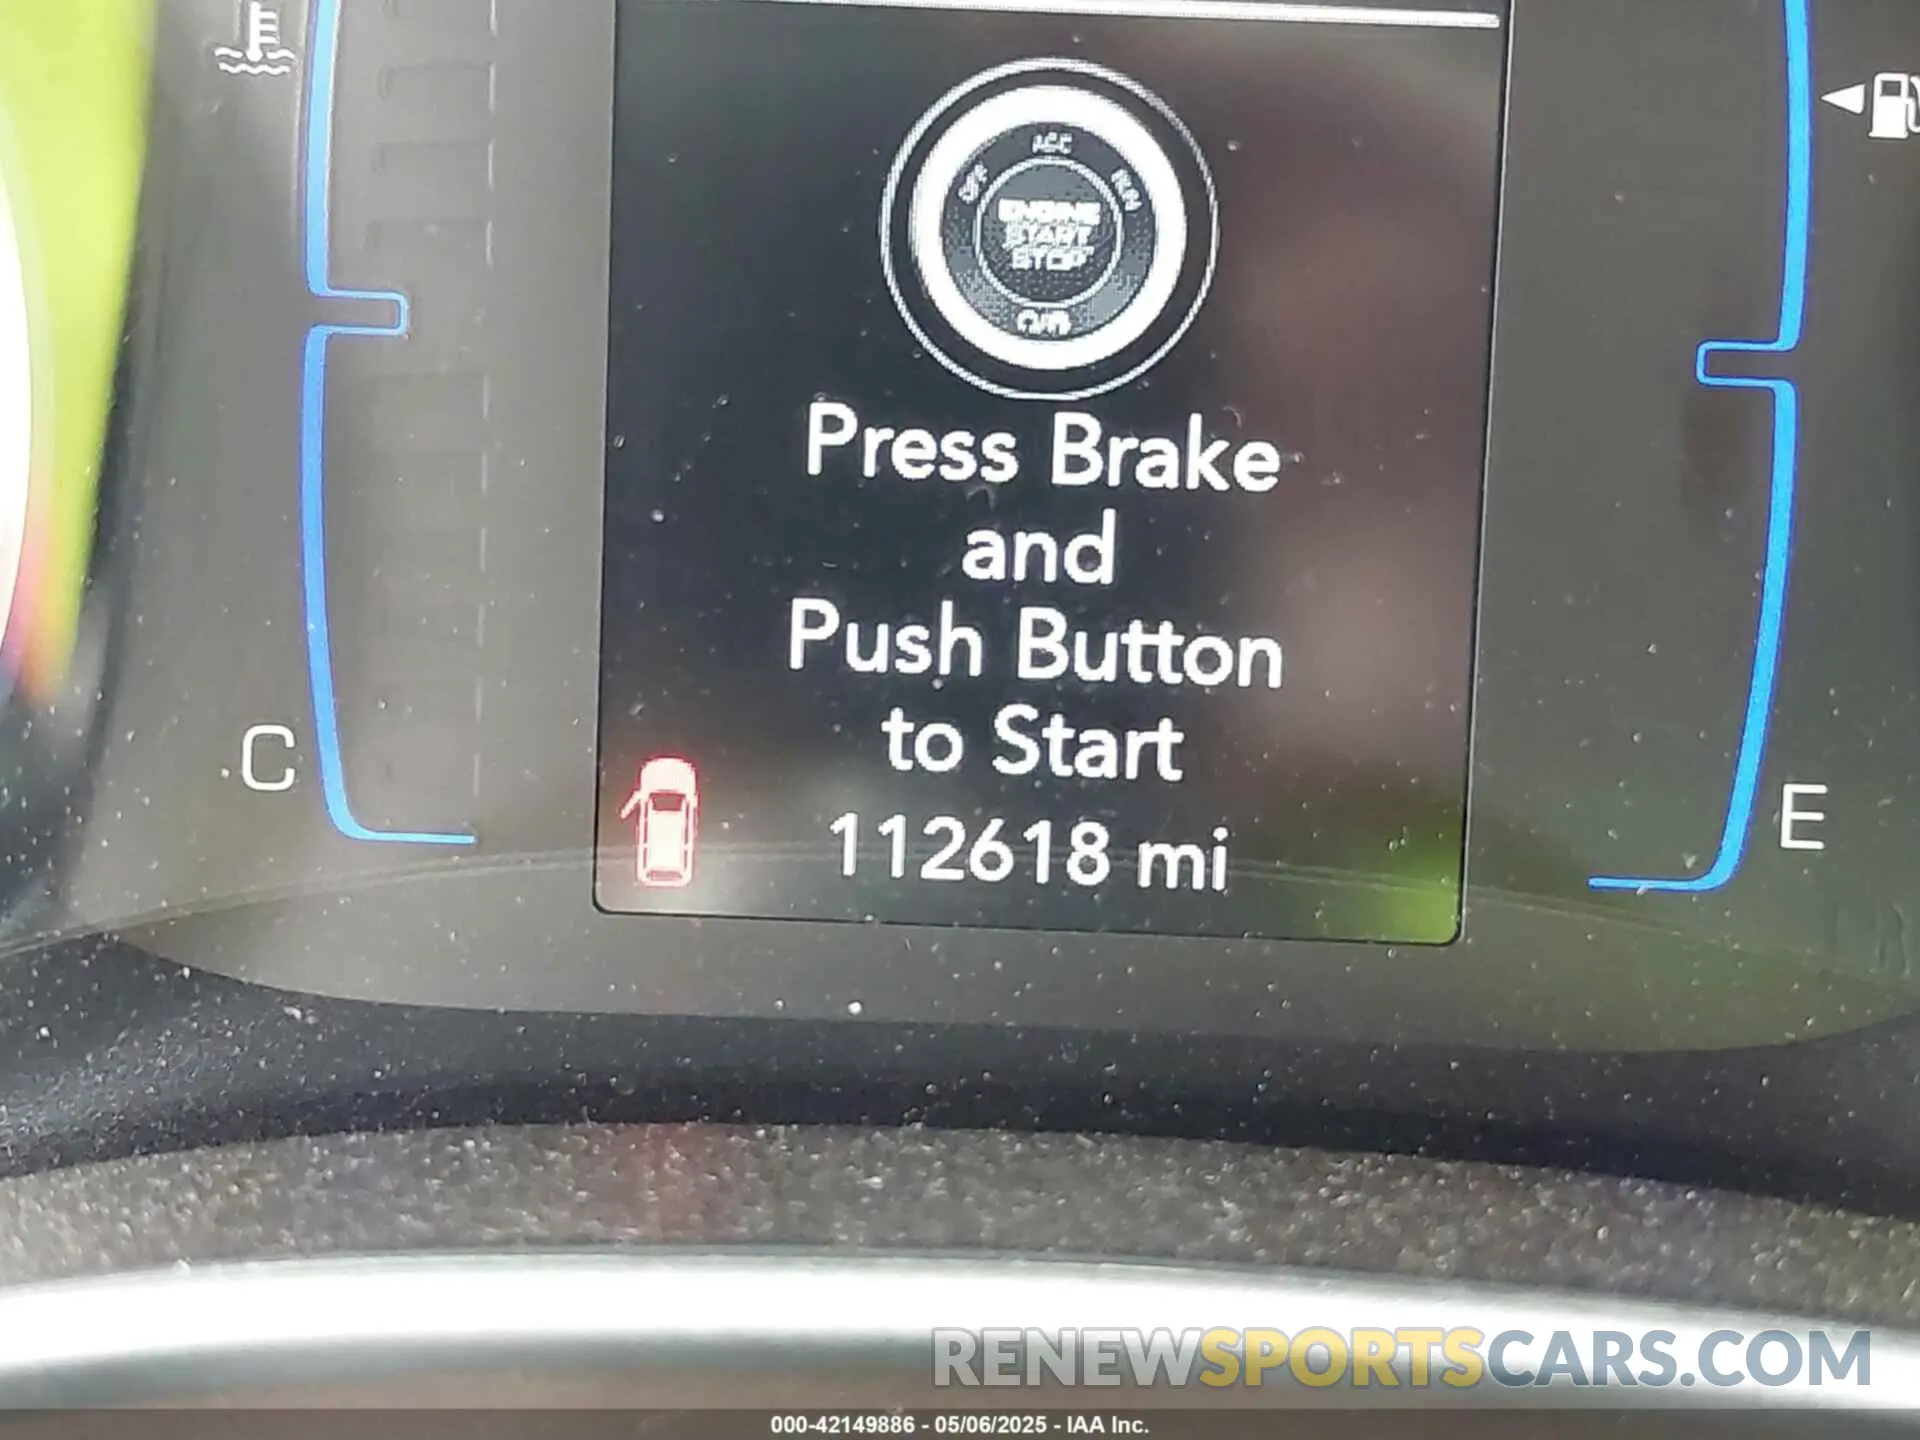 ACC
OFF
RUN
ENGINE
START
STOP
Press Brake
and
Push Button
to Start
112618 mi
C
E
RENEWSPORTSCARS.COM
000-42149886 - 05/06/2025 - IAA Inc.